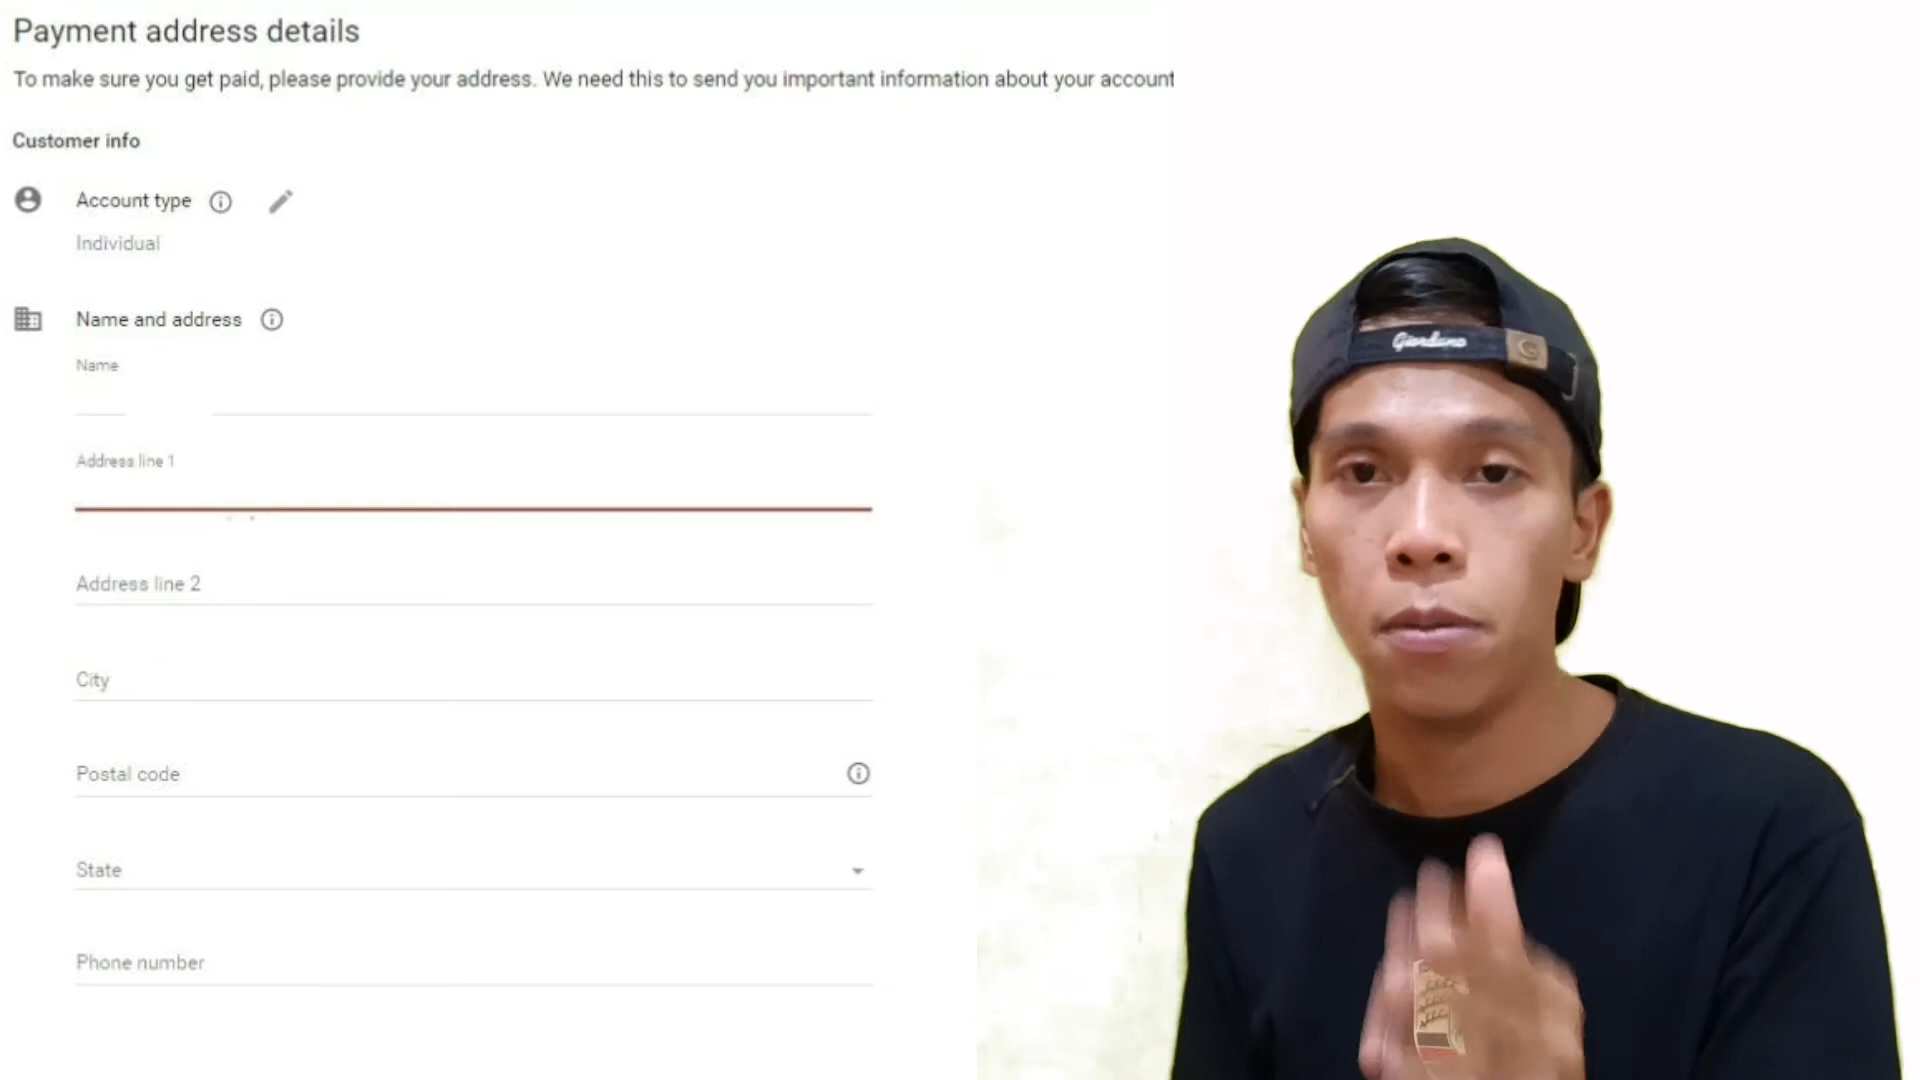 Payment address details
To make sure you get paid, please provide your address. We need this to send you important information about your account
Customer info
Account type
Individual
Name and address
Name
Address line 1
Address line 2
City
Postal code
State
Phone number
Giordano